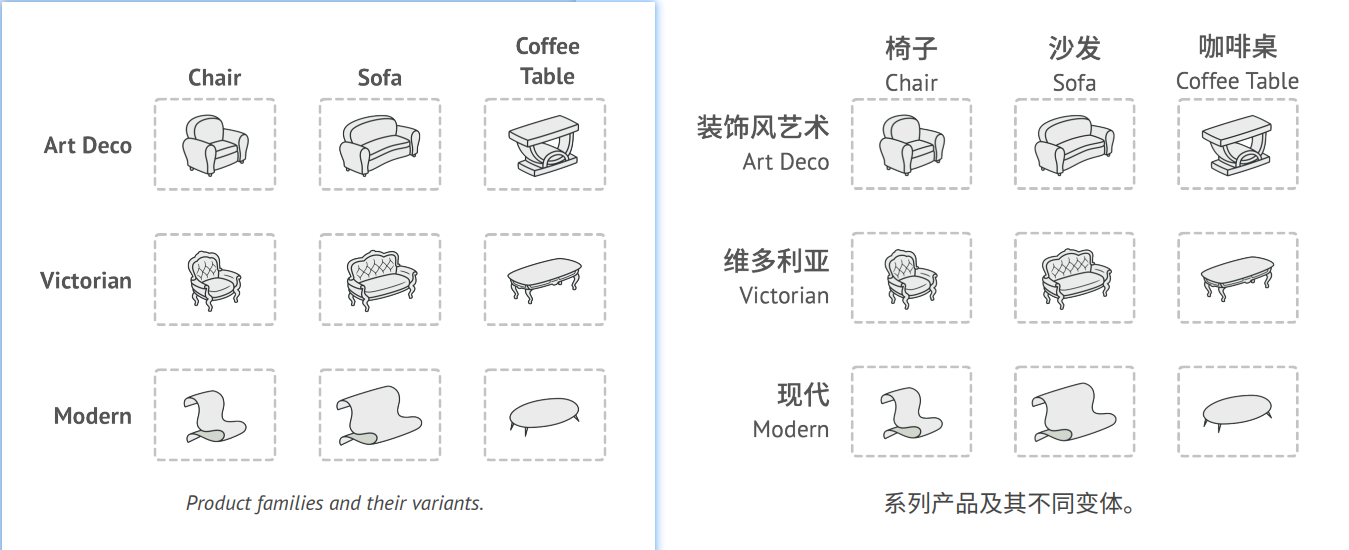 Coffee
Table
Chair
Sofa
Art Deco
Victorian
Modern
Product families and their variants.
椅子
沙发
咖啡桌
Chair
Sofa
Coffee Table
装饰风艺术
Art Deco
维多利亚
Victorian
现代
Modern
系列产品及其不同变体。